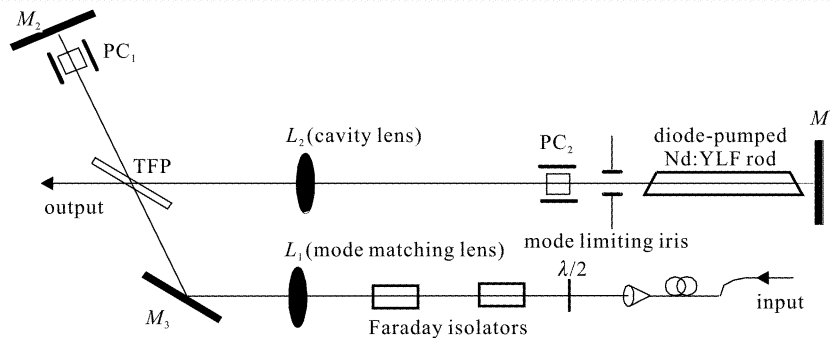 M₂
PC₁
L₂(cavity lens)
PC₂
diode-pumped
Nd:YLF rod
M
TFP
output
L₁(mode matching lens)
mode limiting iris
λ/2
M₃
Faraday isolators
input